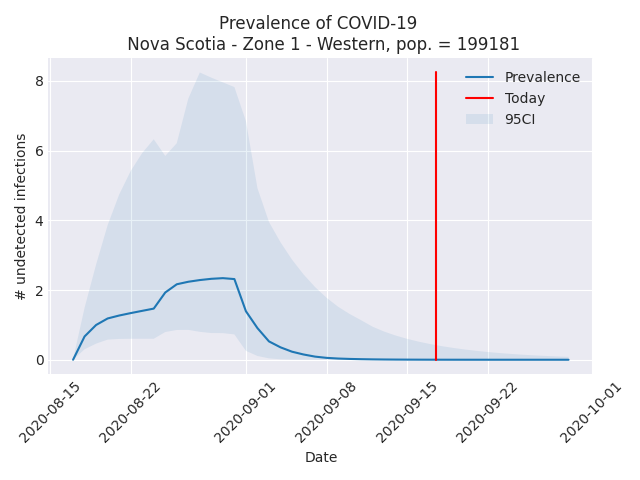 Prevalence of COVID-19
Nova Scotia - Zone 1 - Western, pop. = 199181
Prevalence
Today
95CI
# undetected infections
8
6
4
2
0
2020-08-15
2020-08-22
2020-09-01
2020-09-08
2020-09-15
2020-09-22
2020-10-01
Date